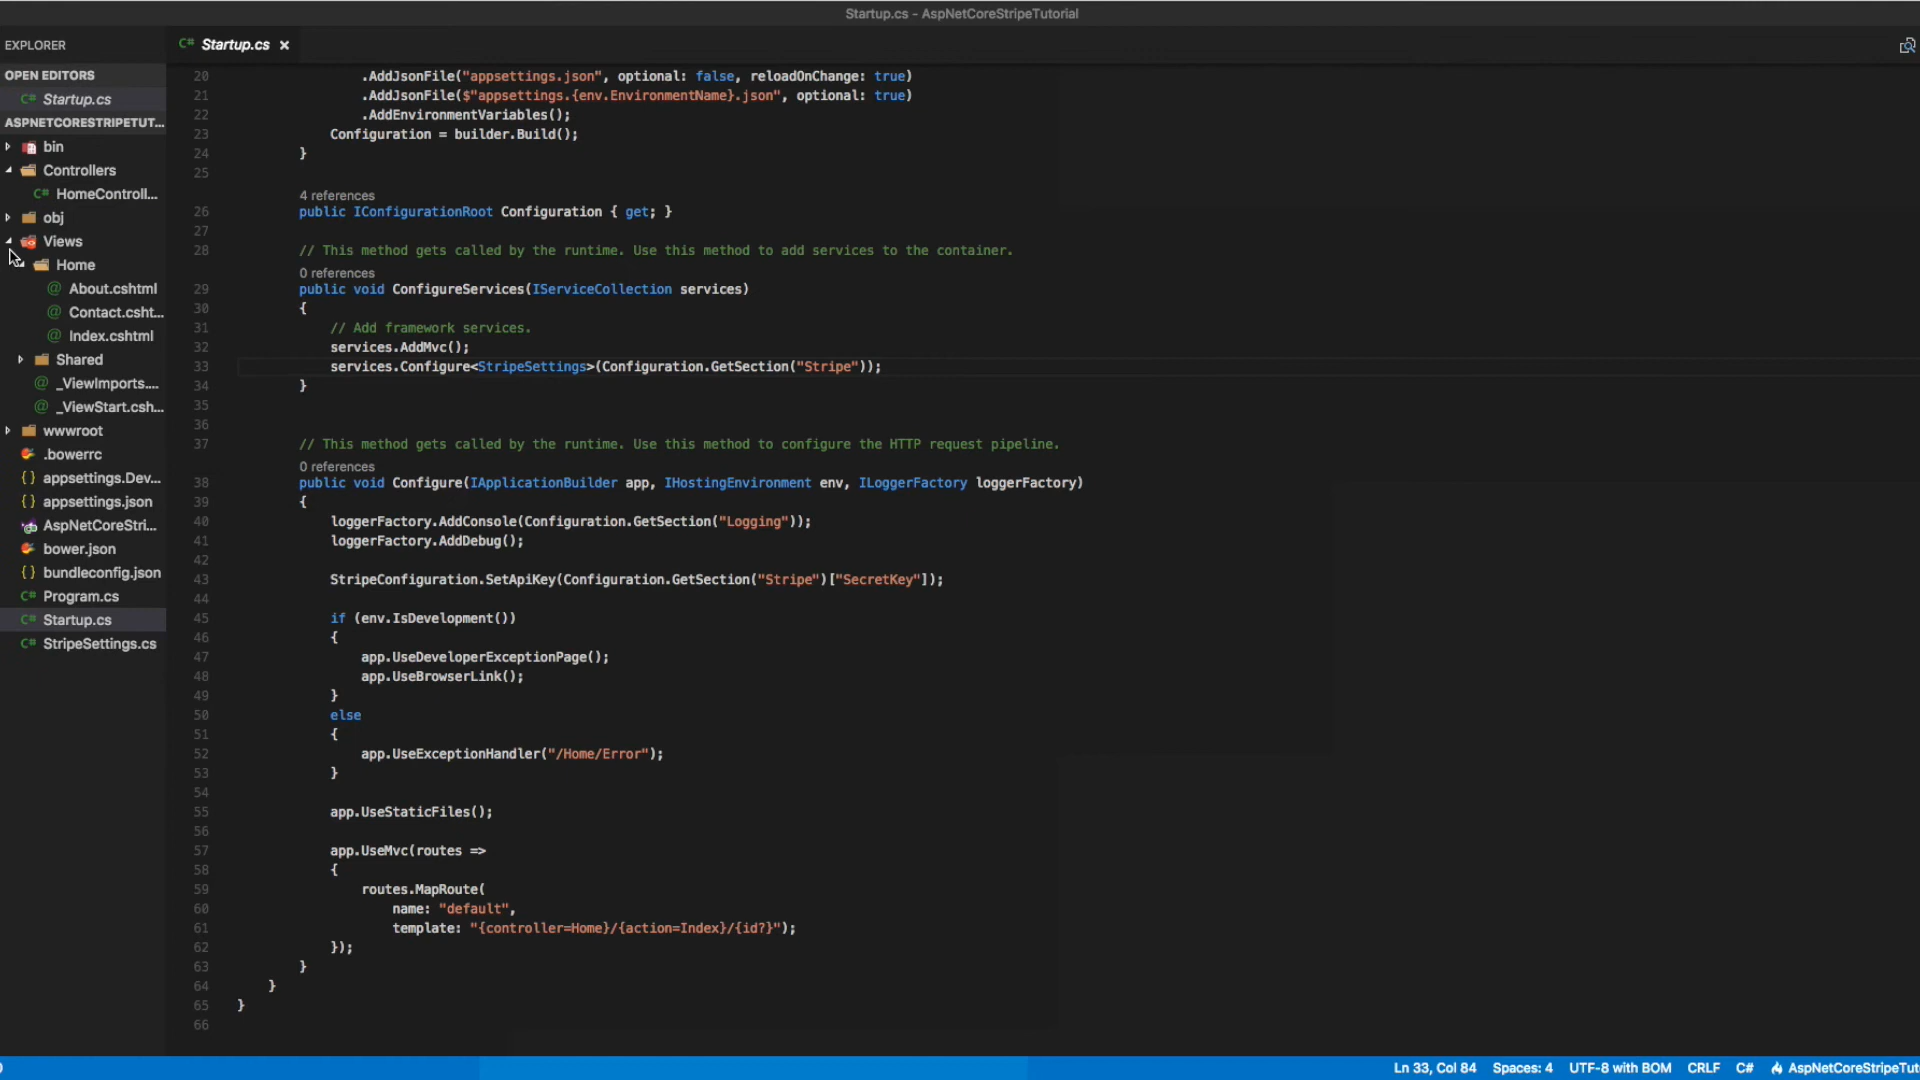 Startup.cs - AspNetCoreStripeTutorial
EXPLORER
OPEN EDITORS
C# Startup.cs
ASPNETCORESTRIPETUT...
bin
Controllers
C# HomeControll...
obj
Views
Home
@ About.cshtml
@ Contact.csht...
@ Index.cshtml
Shared
@ _ViewImports....
@ _ViewStart.csh...
wwwroot
.bowerrc
{} appsettings.Dev...
{} appsettings.json
AspNetCoreStri...
bower.json
{} bundleconfig.json
C# Program.cs
C# Startup.cs
C# StripeSettings.cs
C# Startup.cs ×
20 .AddJsonFile("appsettings.json", optional: false, reloadOnChange: true)
21 .AddJsonFile($"appsettings.{env.EnvironmentName}.json", optional: true)
22 .AddEnvironmentVariables();
23 Configuration = builder.Build();
24 }
25
4 references
26 public IConfigurationRoot Configuration { get; }
27
28 // This method gets called by the runtime. Use this method to add services to the container.
0 references
29 public void ConfigureServices(IServiceCollection services)
30 {
31 // Add framework services.
32 services.AddMvc();
33 services.Configure<StripeSettings>(Configuration.GetSection("Stripe"));
34 }
35
36
37 // This method gets called by the runtime. Use this method to configure the HTTP request pipeline.
0 references
38 public void Configure(IApplicationBuilder app, IHostingEnvironment env, ILoggerFactory loggerFactory)
39 {
40 loggerFactory.AddConsole(Configuration.GetSection("Logging"));
41 loggerFactory.AddDebug();
42
43 StripeConfiguration.SetApiKey(Configuration.GetSection("Stripe")["SecretKey"]);
44
45 if (env.IsDevelopment())
46 {
47 app.UseDeveloperExceptionPage();
48 app.UseBrowserLink();
49 }
50 else
51 {
52 app.UseExceptionHandler("/Home/Error");
53 }
54
55 app.UseStaticFiles();
56
57 app.UseMvc(routes =>
58 {
59 routes.MapRoute(
60 name: "default",
61 template: "{controller=Home}/{action=Index}/{id?}");
62 });
63 }
64 }
65 }
66
Ln 33, Col 84 Spaces: 4 UTF-8 with BOM CRLF C# AspNetCoreStripeTut